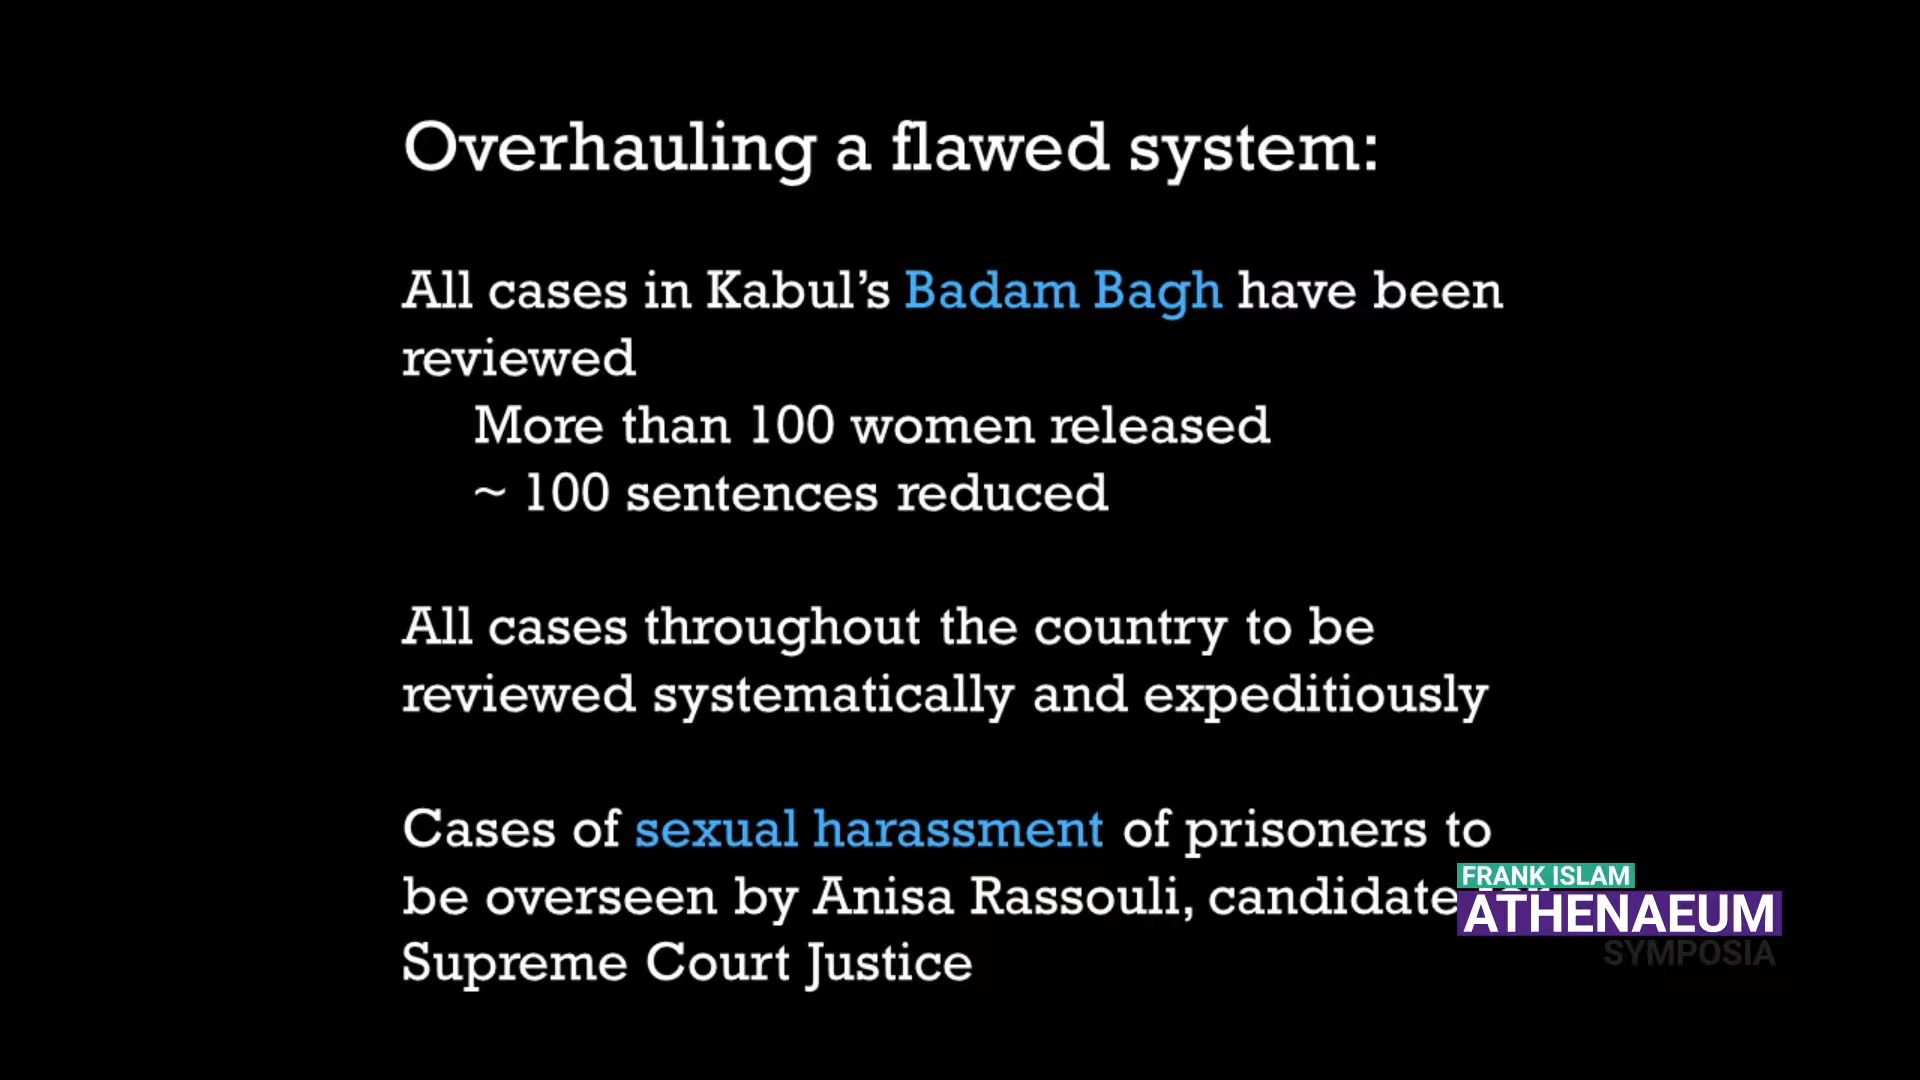 Overhauling a flawed system:
All cases in Kabul's Badam Bagh have been
reviewed
More than 100 women released
~ 100 sentences reduced
All cases throughout the country to be
reviewed systematically and expeditiously
Cases of sexual harassment of prisoners to
be overseen by Anisa Rassouli, candidate
Supreme Court Justice
FRANK ISLAM
ATHENAEUM
SYMPOSIA